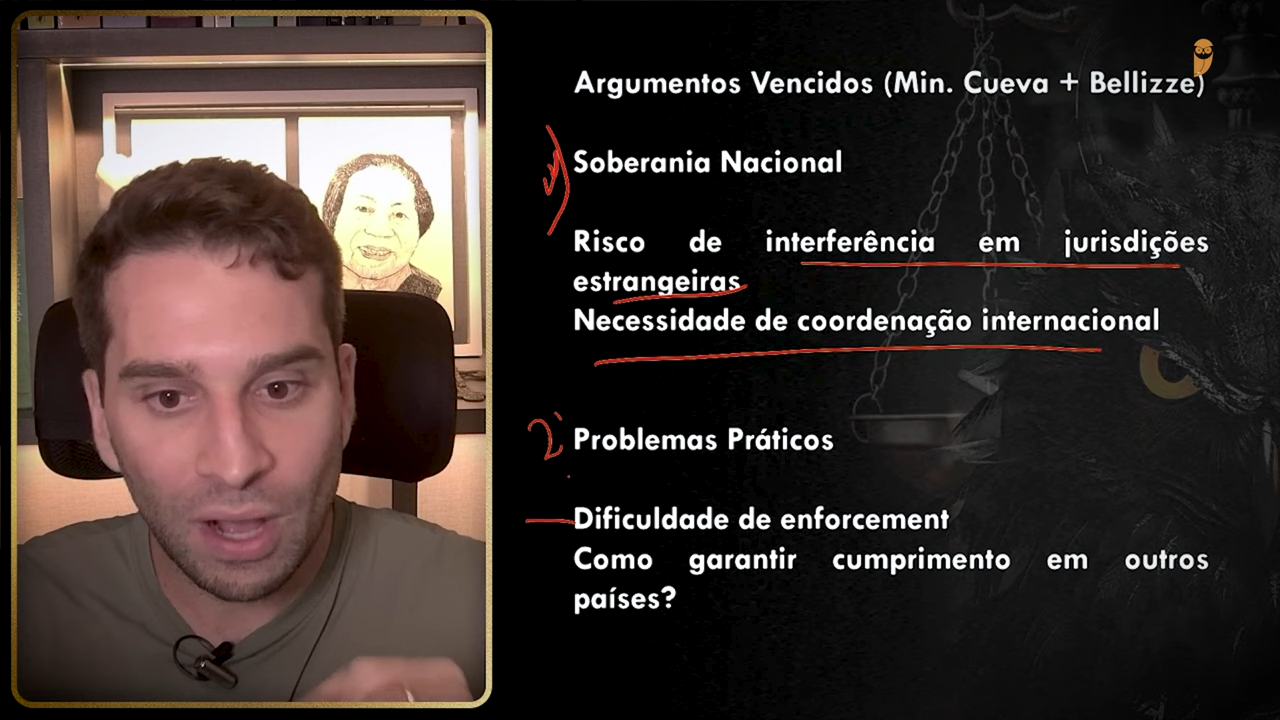 Argumentos Vencidos (Min. Cueva + Bellizze)
Soberania Nacional
Risco de interferência em jurisdições
estrangeiras
Necessidade de coordenação internacional
2
Problemas Práticos
Dificuldade de enforcement
Como garantir cumprimento em outros
países?